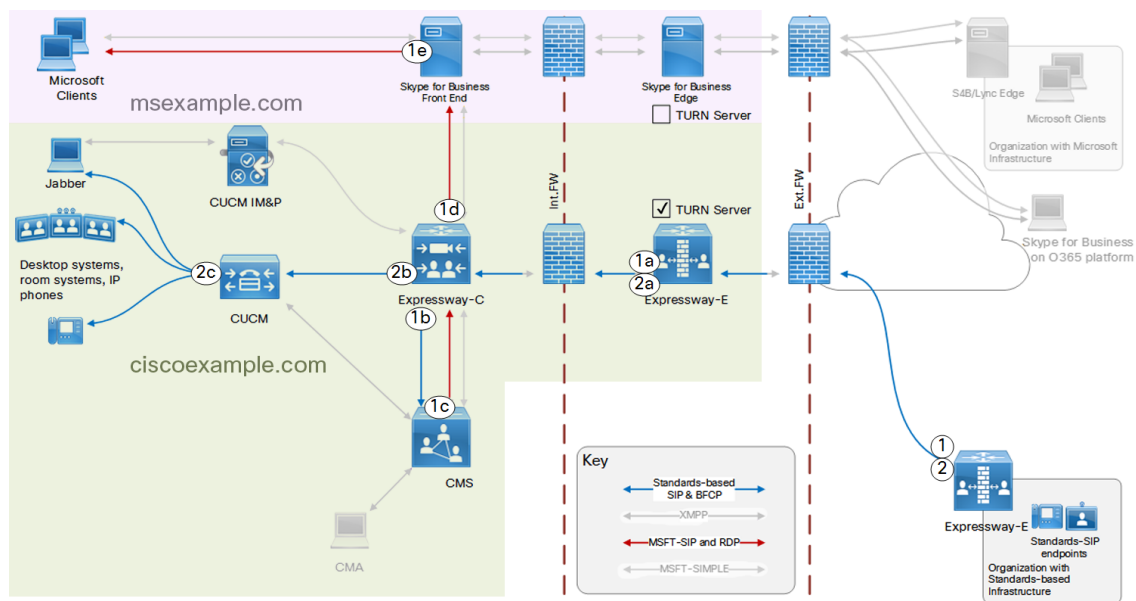 1e
Microsoft
Clients
Skype for Business
Front End
Skype for Business
Edge
S4B/Lync Edge
Microsoft Clients
msexample.com
TURN Server
Organization with Microsoft
Infrastructure
Jabber
CUCM IM&P
Int.FW
Ext.FW
1d
TURN Server
Skype for Business
on O365 platform
Desktop systems,
room systems, IP
phones
2c
2b
1a
2a
Expressway-C
Expressway-E
CUCM
1b
ciscoexample.com
1c
CMS
CMA
Key
Standards-based
SIP & BFCP
XMPP
MSFT-SIP and RDP
MSFT-SIMPLE
1
2
Expressway-E
Standards-SIP
endpoints
Organization with
Standards-based
Infrastructure